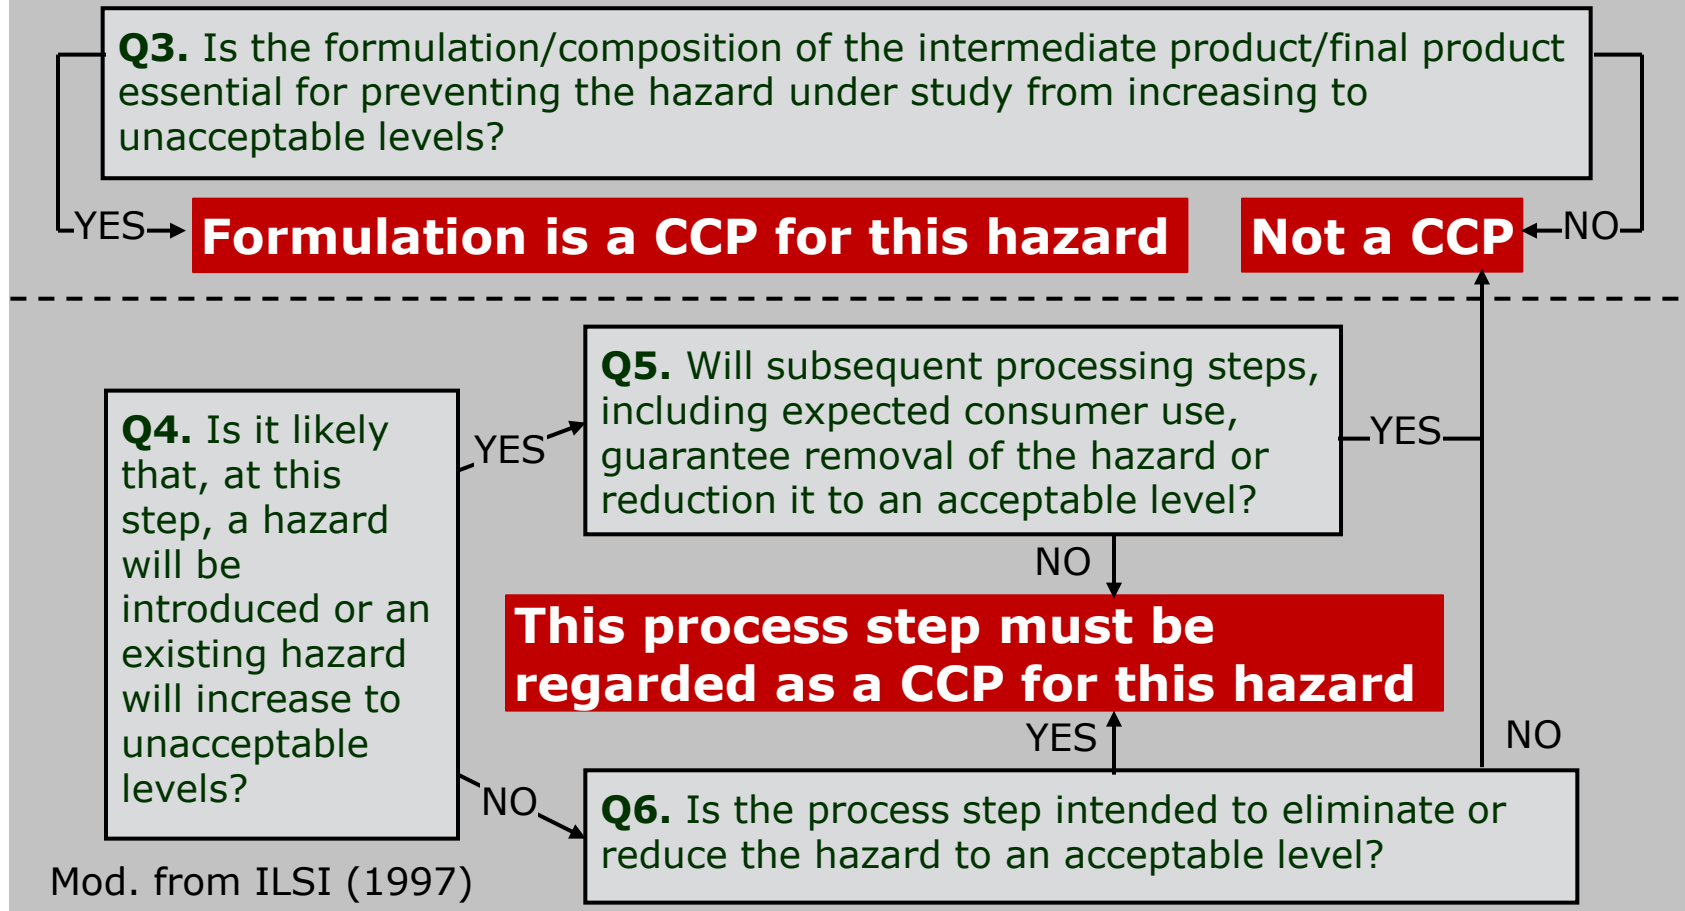 Q3. Is the formulation/composition of the intermediate product/final product
essential for preventing the hazard under study from increasing to
unacceptable levels?
YES
Formulation is a CCP for this hazard
Not a CCP
NO
Q4. Is it likely
that, at this
step, a hazard
will be
introduced or an
existing hazard
will increase to
unacceptable
levels?
YES
Q5. Will subsequent processing steps,
including expected consumer use,
guarantee removal of the hazard or
reduction it to an acceptable level?
YES
NO
This process step must be
regarded as a CCP for this hazard
YES
NO
NO
Q6. Is the process step intended to eliminate or
reduce the hazard to an acceptable level?
Mod. from ILSI (1997)